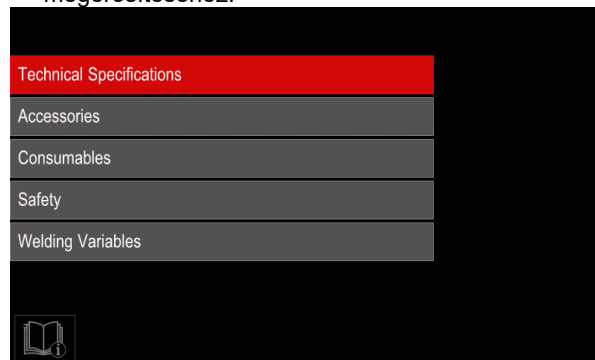 Technical Specifications
Accessories
Consumables
Safety
Welding Variables